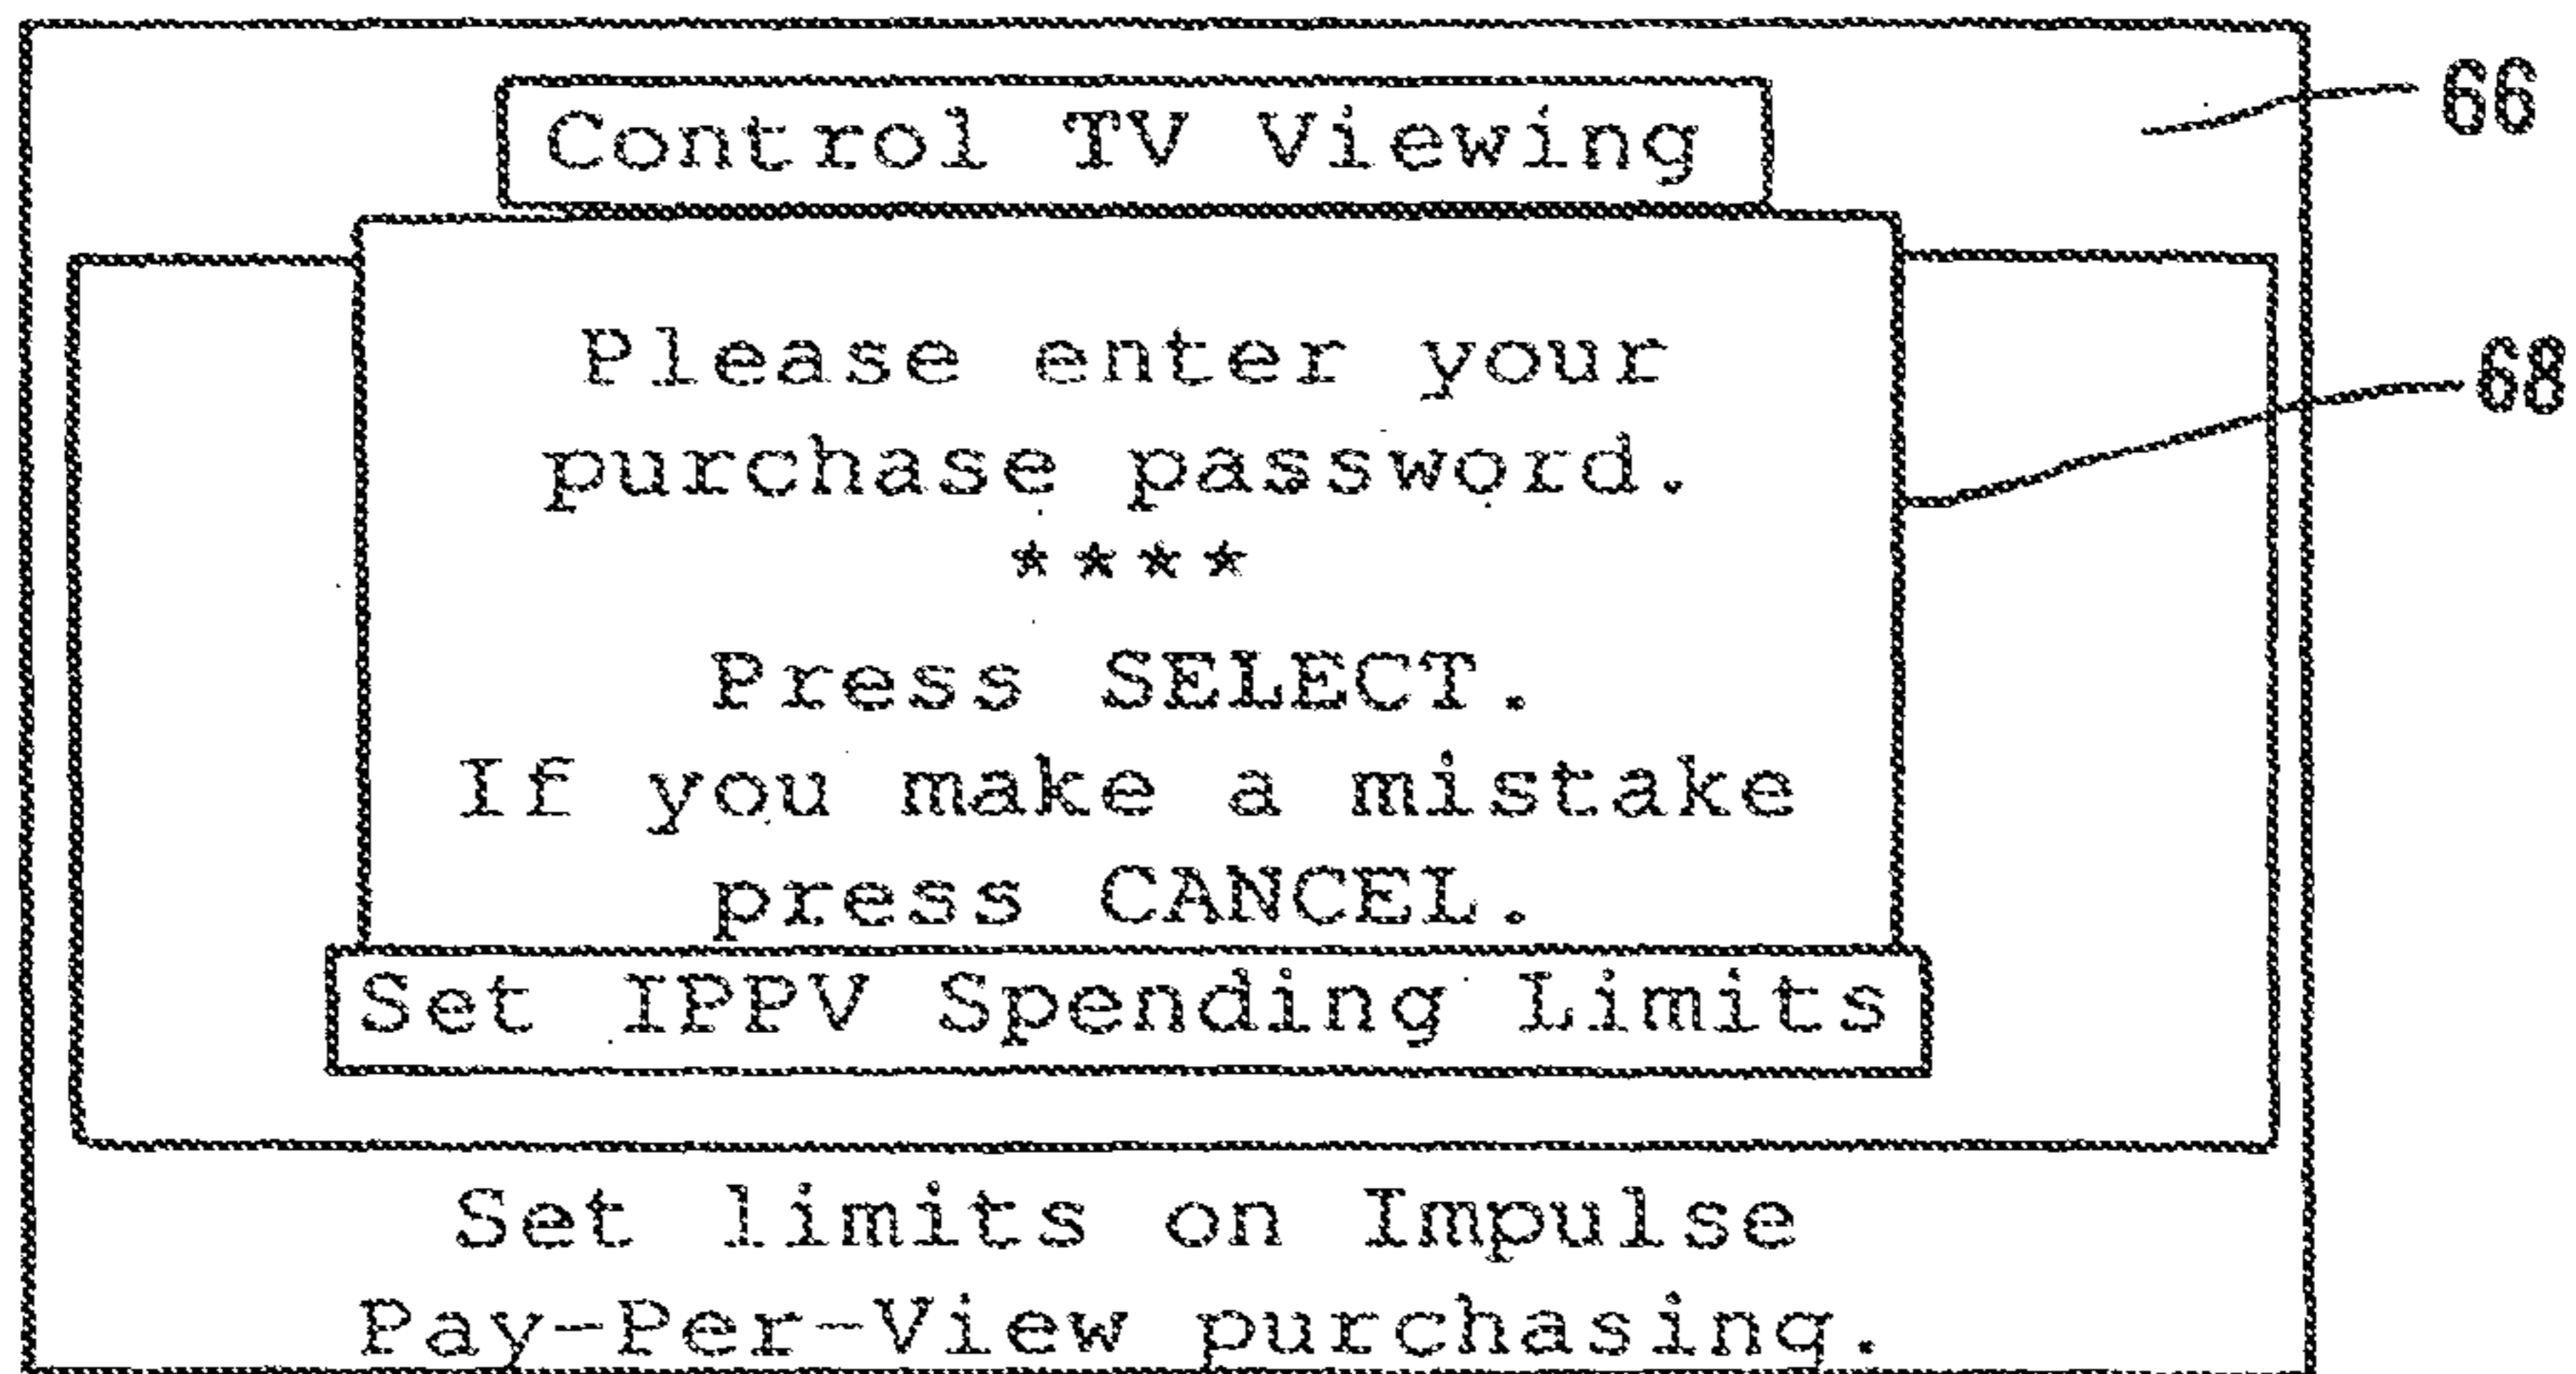 Control TV Viewing
66
Please enter your
68
purchase password.
****
Press SELECT.
If you make a mistake
press CANCEL.
Set IPPV Spending Limits
Set limits on Impulse
Pay-Per-View purchasing.